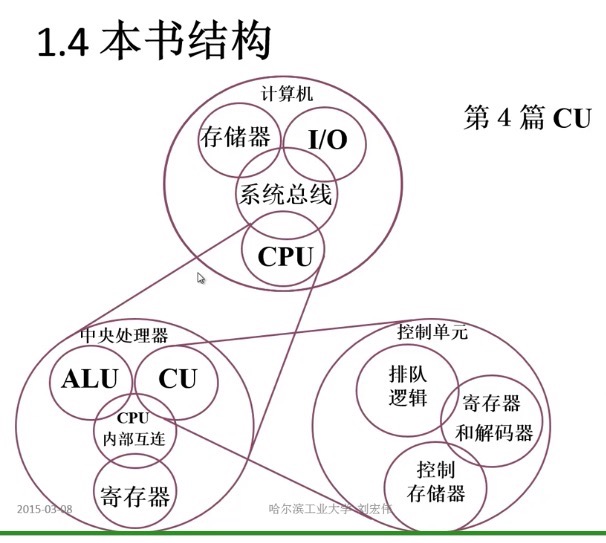 1.4 本书结构
计算机
第 4 篇 CU
存储器
I/O
系统总线
CPU
中央处理器
ALU
CU
CPU
内部互连
寄存器
控制单元
排队
逻辑
寄存器
和解码器
控制
存储器
2015-03-08
哈尔滨工业大学 刘宏伟